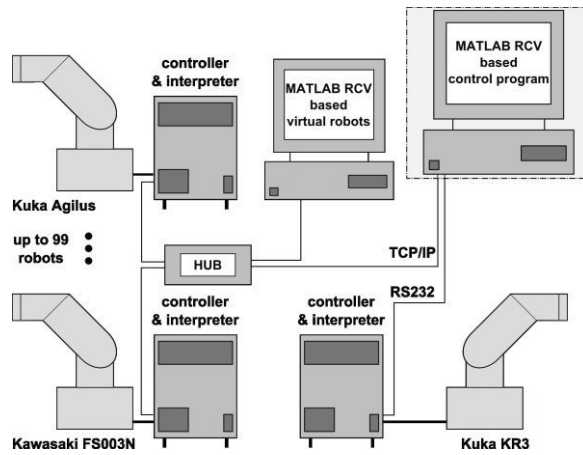 controller
& interpreter
MATLAB RCV
based
virtual robots
MATLAB RCV
based
control program
Kuka Agilus
up to 99
robots
HUB
TCP/IP
RS232
controller
& interpreter
controller
& interpreter
Kawasaki FS003N
Kuka KR3